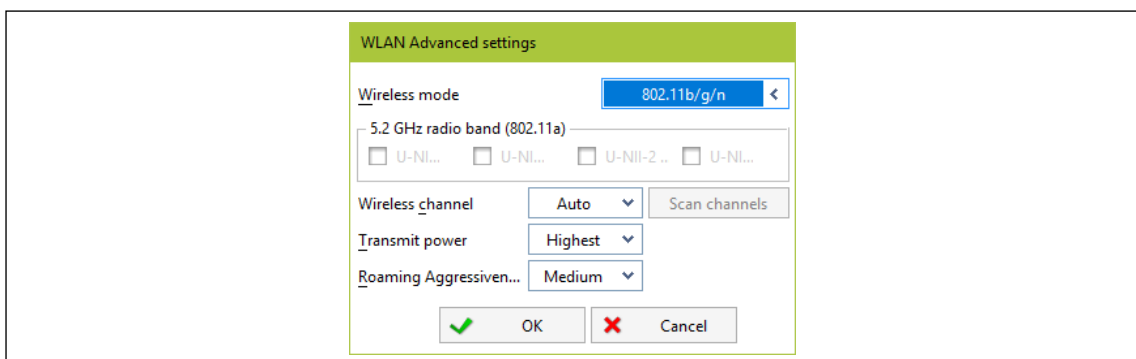 WLAN Advanced settings
Wireless mode 802.11b/g/n
5.2 GHz radio band (802.11a)
U-NI... U-NI... U-NII-2 .. U-NI...
Wireless channel Auto Scan channels
Transmit power Highest
Roaming Aggressiven... Medium
OK Cancel